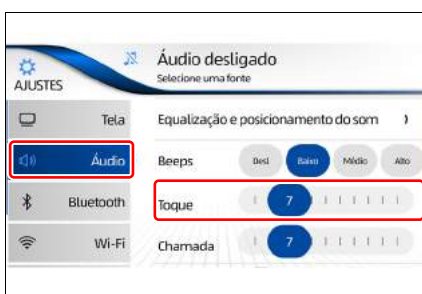 AJUSTES
Áudio desligado
Selecione uma fonte
Tela
Equalização e posicionamento do som
Áudio
Beeps
Desl
Baixo
Médio
Alto
Bluetooth
Toque
7
Wi-Fi
Chamada
7